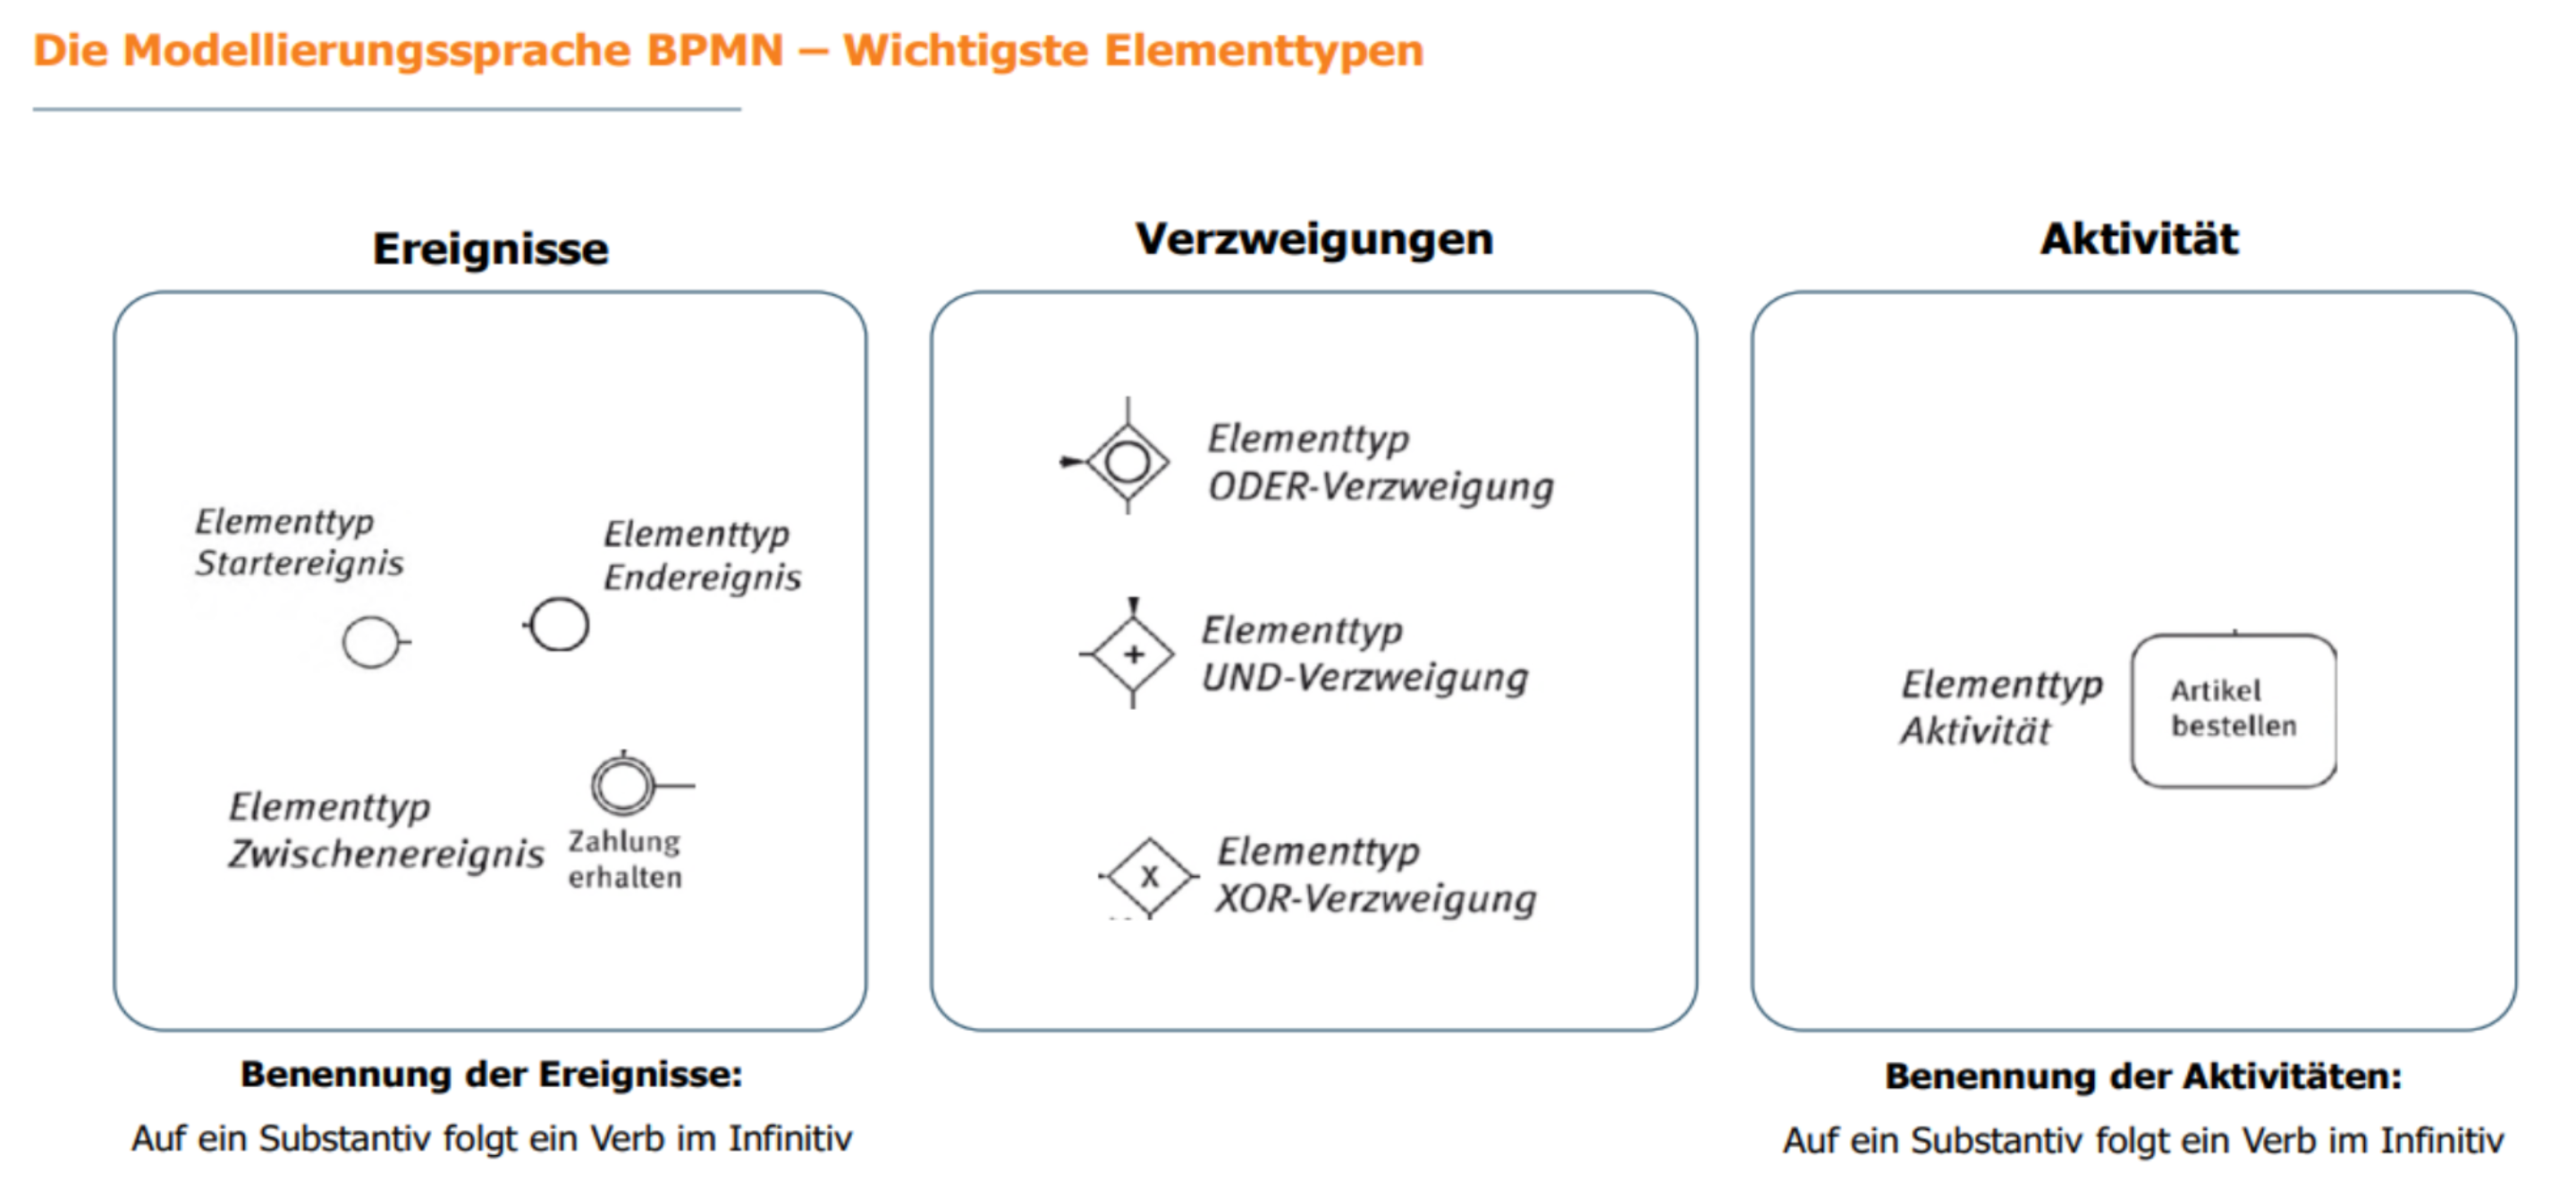 Die Modellierungssprache BPMN – Wichtigste Elementtypen
Ereignisse
Elementtyp
Startereignis
Elementtyp
Endereignis
Elementtyp
Zwischenereignis
Zahlung
erhalten
Benennung der Ereignisse:
Auf ein Substantiv folgt ein Verb im Infinitiv
Verzweigungen
Elementtyp
ODER-Verzweigung
+
Elementtyp
UND-Verzweigung
X
Elementtyp
XOR-Verzweigung
Aktivität
Elementtyp
Aktivität
Artikel
bestellen
Benennung der Aktivitäten:
Auf ein Substantiv folgt ein Verb im Infinitiv